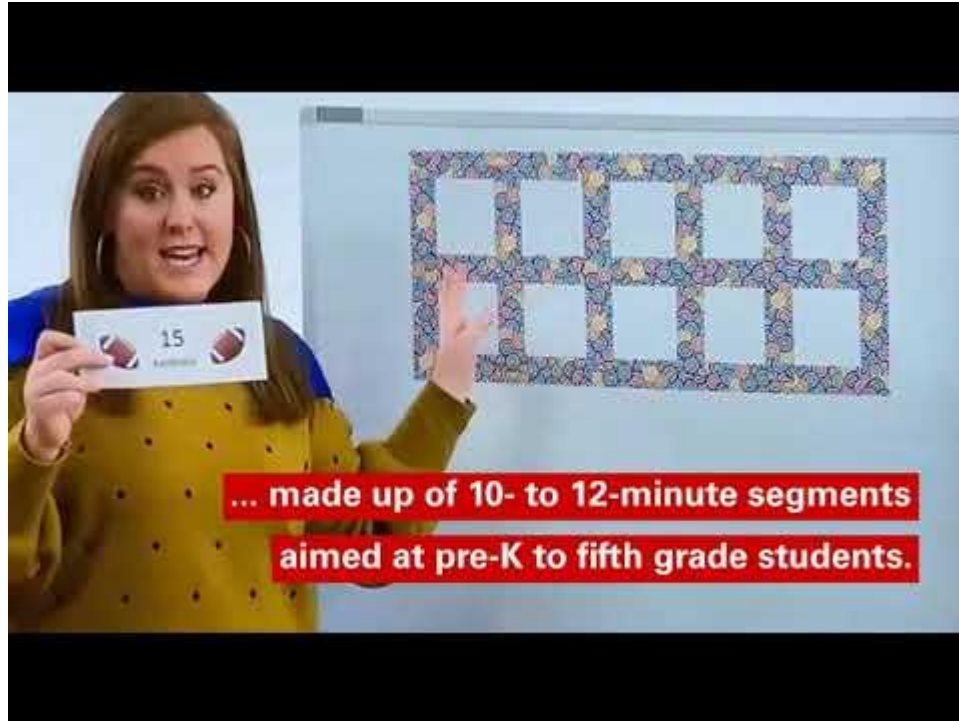 15
... made up of 10- to 12-minute segments
aimed at pre-K to fifth grade students.